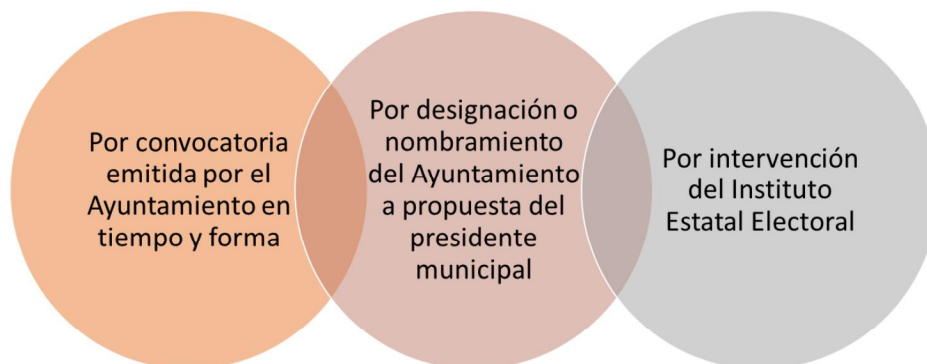 Por convocatoria
emitida por el
Ayuntamiento en
tiempo y forma
Por designación o
nombramiento
del Ayuntamiento
a propuesta del
presidente
municipal
Por intervención
del Instituto
Estatal Electoral